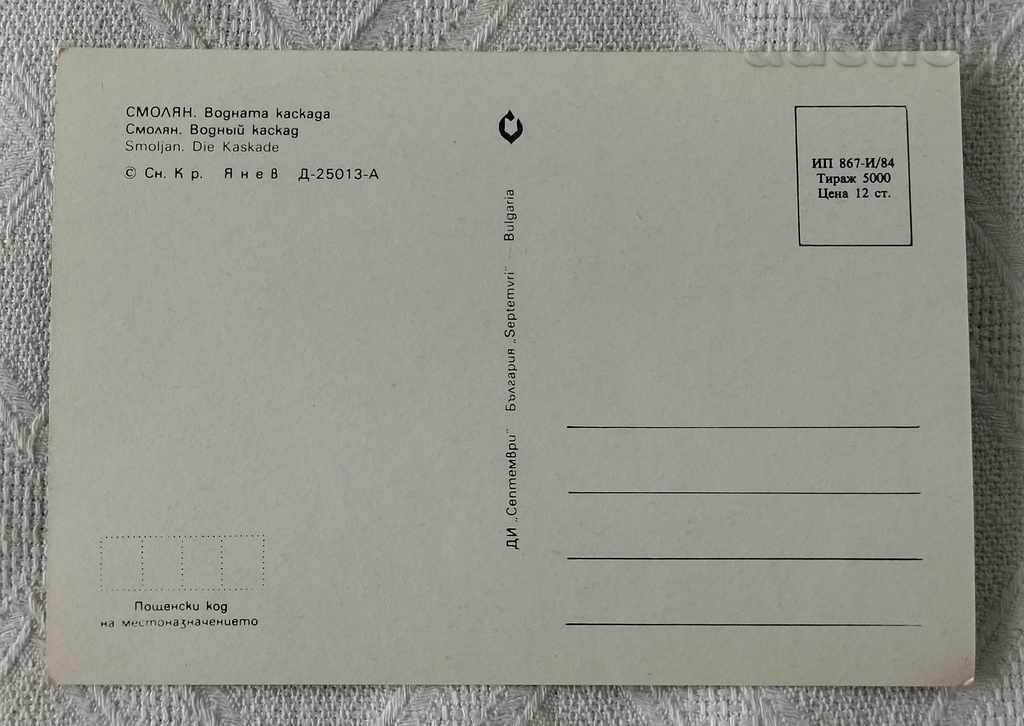 СМОЛЯН. Водната каскада
Смолян. Водный каскад
Smoljan. Die Kaskade
© Сн. Кр. Янев Д-25013-А
ДИ „Септември" България „Septemvri" — Bulgaria
ИП 867-И/84
Тираж 5000
Цена 12 ст.
Пощенски код
на местоназначението
auction